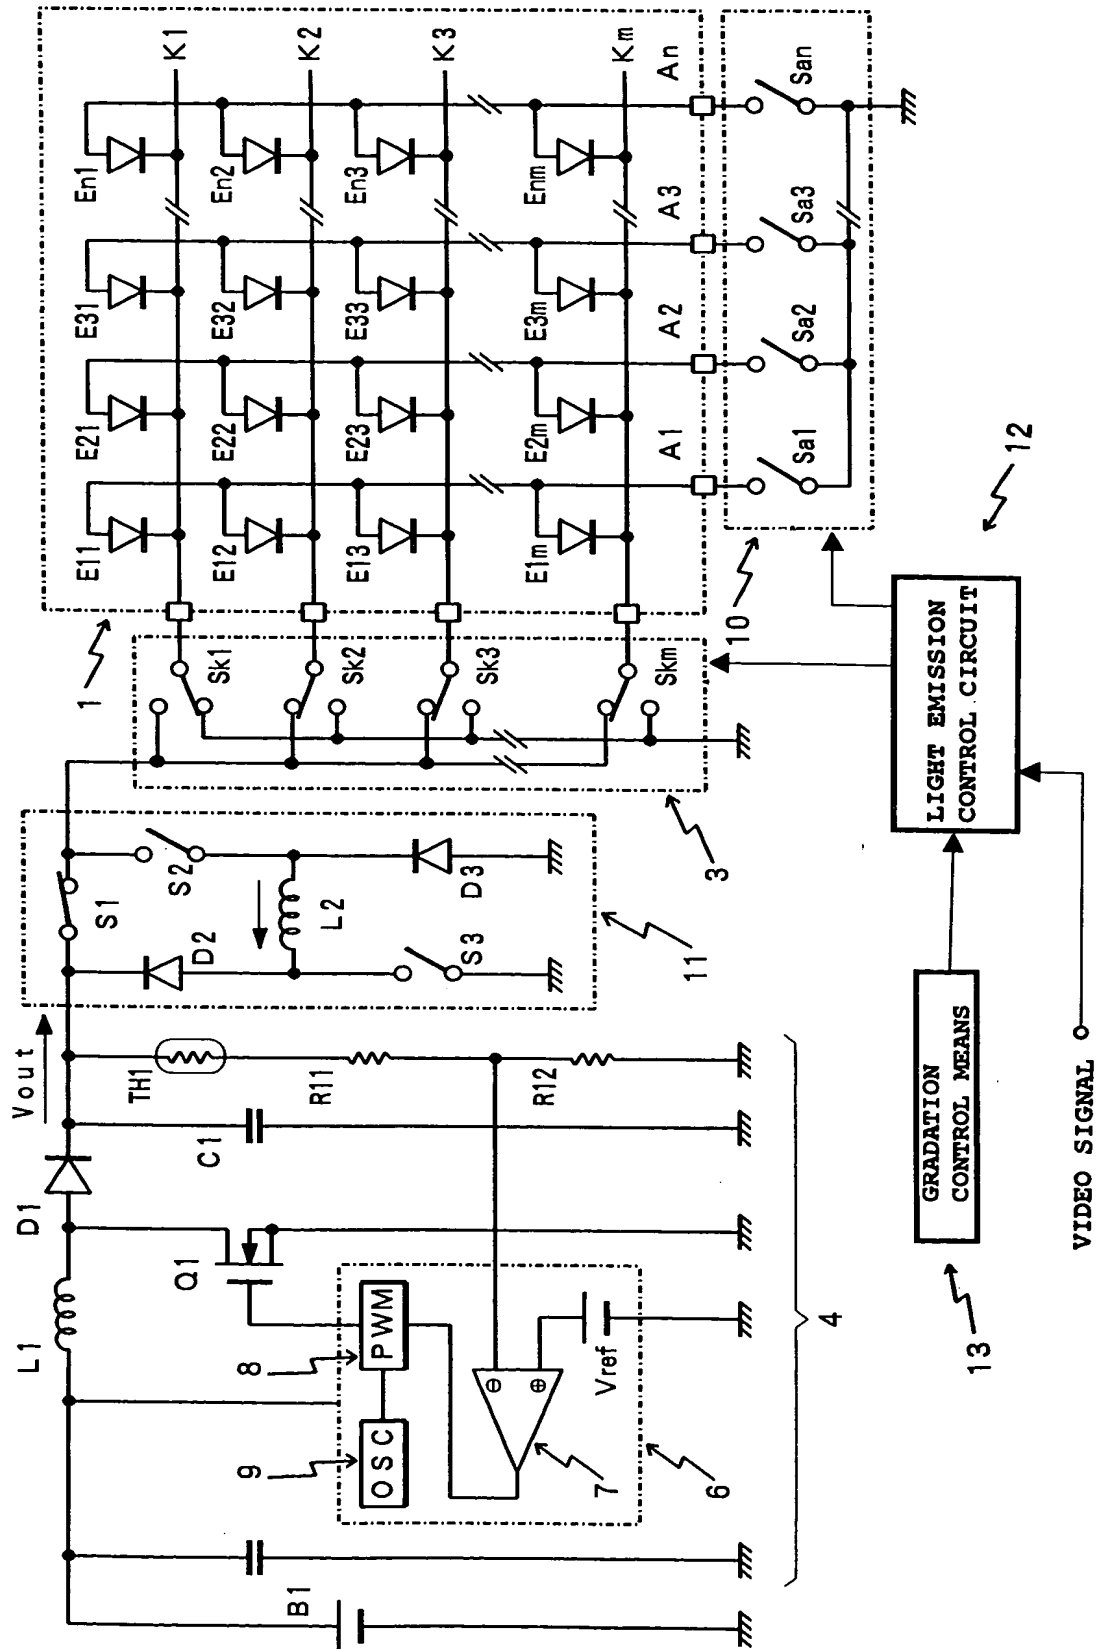 K1
K2
K3
Km
An
A3
A2
A1
En1
En2
En3
Enm
E31
E32
E33
E3m
E21
E22
E23
E2m
E11
E12
E13
E1m
San
Sa3
Sa2
Sa1
1
Sk1
Sk2
Sk3
Skm
3
10
12
S1
S2
D3
L2
D2
S3
11
Vout
TH1
R11
R12
C1
D1
Q1
L1
8
PWM
9
OSC
7
Vref
6
4
B1
LIGHT EMISSION
CONTROL CIRCUIT
GRADATION
CONTROL MEANS
13
VIDEO SIGNAL